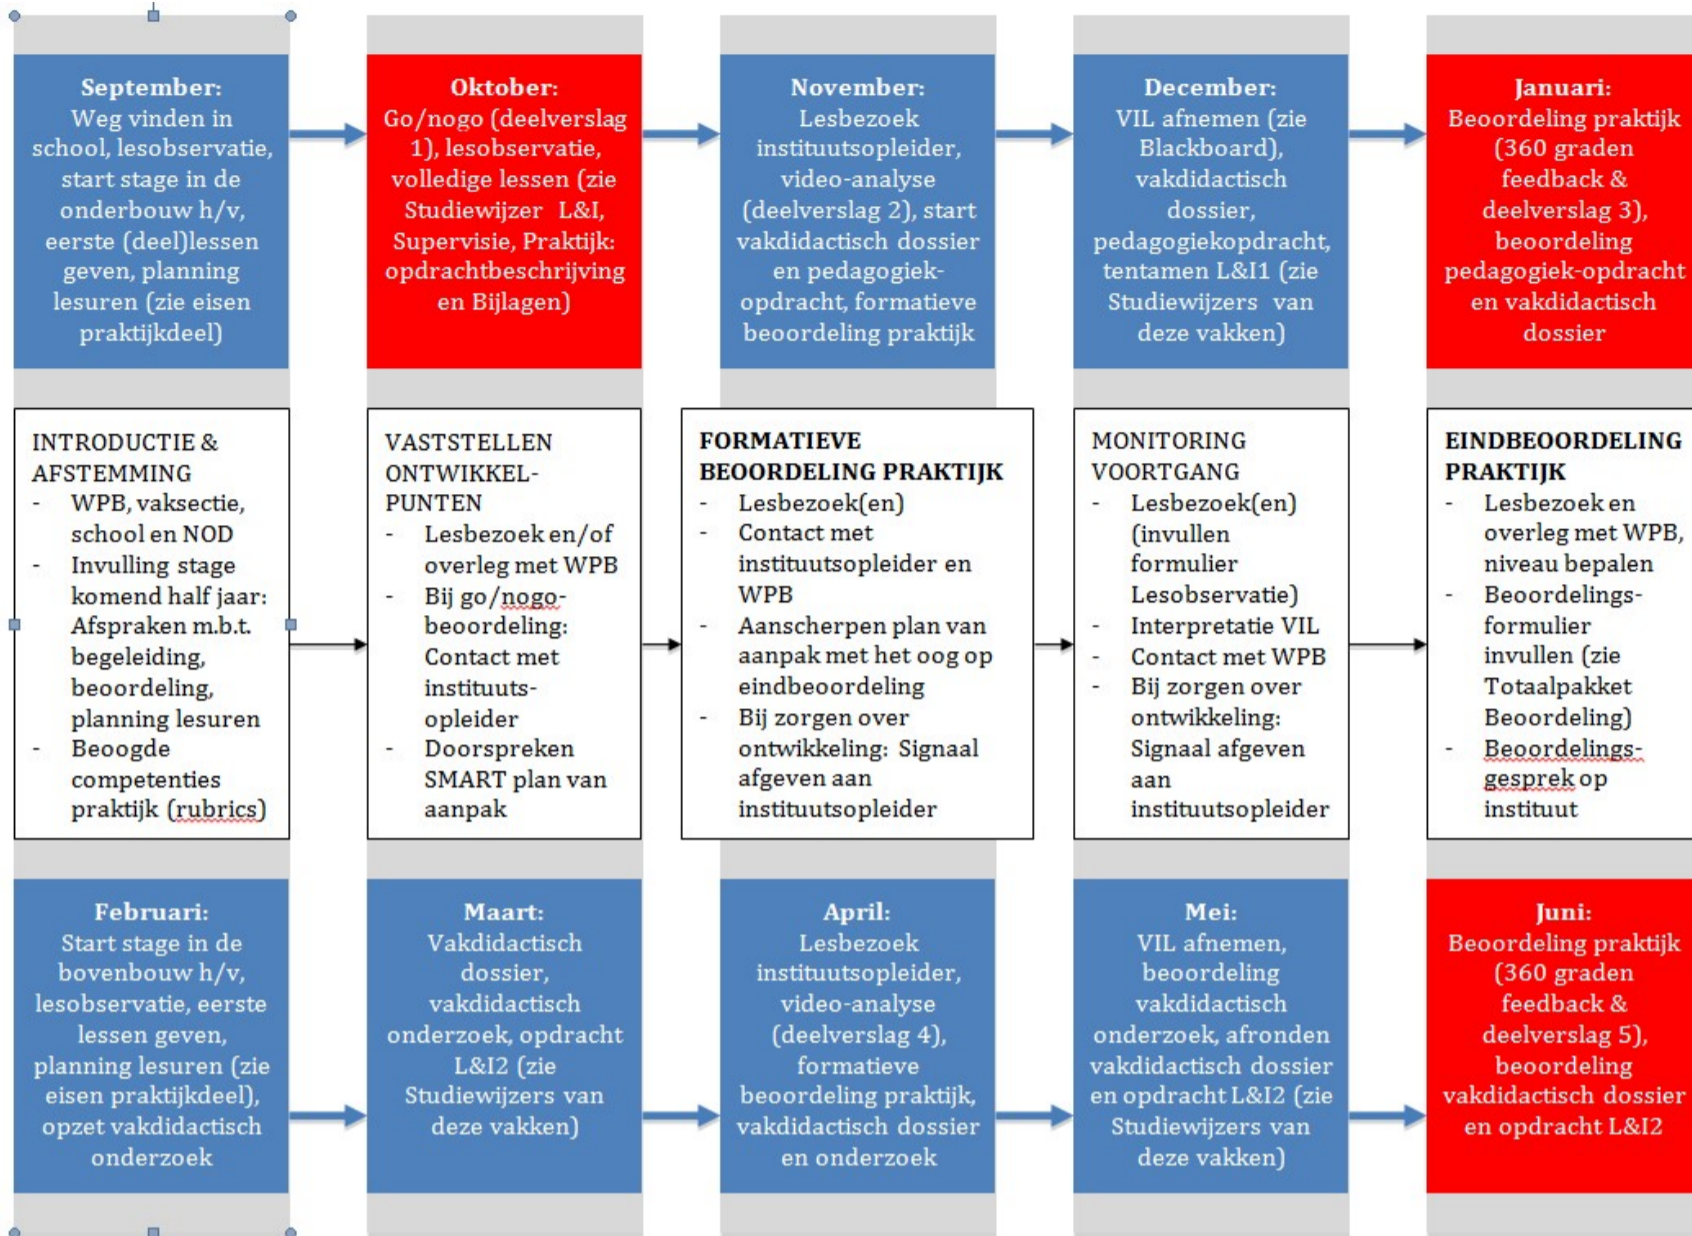 September:
Weg vinden in
school, lesobservatie,
start stage in de
onderbouw h/v,
eerste (deel)lessen
geven, planning
lesuren (zie eisen
praktijkdeel)
Oktober:
Go/nogo (deelverslag
1), lesobservatie,
volledige lessen (zie
Studiewijzer L&I,
Supervisie, Praktijk:
opdrachtbeschrijving
en Bijlagen)
November:
Lesbezoek
instituutsopleider,
video-analyse
(deelverslag 2), start
vakdidactisch dossier
en pedagogiek-
opdracht, formatieve
beoordeling praktijk
December:
VIL afnemen (zie
Blackboard),
vakdidactisch
dossier,
pedagogiekopdracht,
tentamen L&I1 (zie
Studiewijzers van
deze vakken)
Januari:
Beoordeling praktijk
(360 graden
feedback &
deelverslag 3),
beoordeling
pedagogiek-opdracht
en vakdidactisch
dossier
INTRODUCTIE &
AFSTEMMING
- WPB, vaksectie,
school en NOD
- Invulling stage
komend half jaar:
Afspraken m.b.t.
begeleiding,
beoordeling,
planning lesuren
- Beoogde
competenties
praktijk (rubrics)
VASTSTELLEN
ONTWIKKEL-
PUNTEN
- Lesbezoek en/of
overleg met WPB
- Bij go/nogo-
beoordeling:
Contact met
instituuts-
opleider
- Doorspreken
SMART plan van
aanpak
FORMATIEVE
BEOORDELING PRAKTIJK
- Lesbezoek(en)
- Contact met
instituutsopleider en
WPB
- Aanscherpen plan van
aanpak met het oog op
eindbeoordeling
- Bij zorgen over
ontwikkeling: Signaal
afgeven aan
instituutsopleider
MONITORING
VOORTGANG
- Lesbezoek(en)
(invullen
formulier
Lesobservatie)
- Interpretatie VIL
- Contact met WPB
- Bij zorgen over
ontwikkeling:
Signaal afgeven
aan
instituutsopleider
EINDBEOORDELING
PRAKTIJK
- Lesbezoek en
overleg met WPB,
niveau bepalen
- Beoordelings-
formulier
invullen (zie
Totaalpakket
Beoordeling)
- Beoordelings-
gesprek op
instituut
Februari:
Start stage in de
bovenbouw h/v,
lesobservatie, eerste
lessen geven,
planning lesuren (zie
eisen praktijkdeel),
opzet vakdidactisch
onderzoek
Maart:
Vakdidactisch
dossier,
vakdidactisch
onderzoek, opdracht
L&I2 (zie
Studiewijzers van
deze vakken)
April:
Lesbezoek
instituutsopleider,
video-analyse
(deelverslag 4),
formatieve
beoordeling praktijk,
vakdidactisch dossier
en onderzoek
Mei:
VIL afnemen,
beoordeling
vakdidactisch
onderzoek, afronden
vakdidactisch dossier
en opdracht L&I2 (zie
Studiewijzers van
deze vakken)
Juni:
Beoordeling praktijk
(360 graden
feedback &
deelverslag 5),
beoordeling
vakdidactisch dossier
en opdracht L&I2